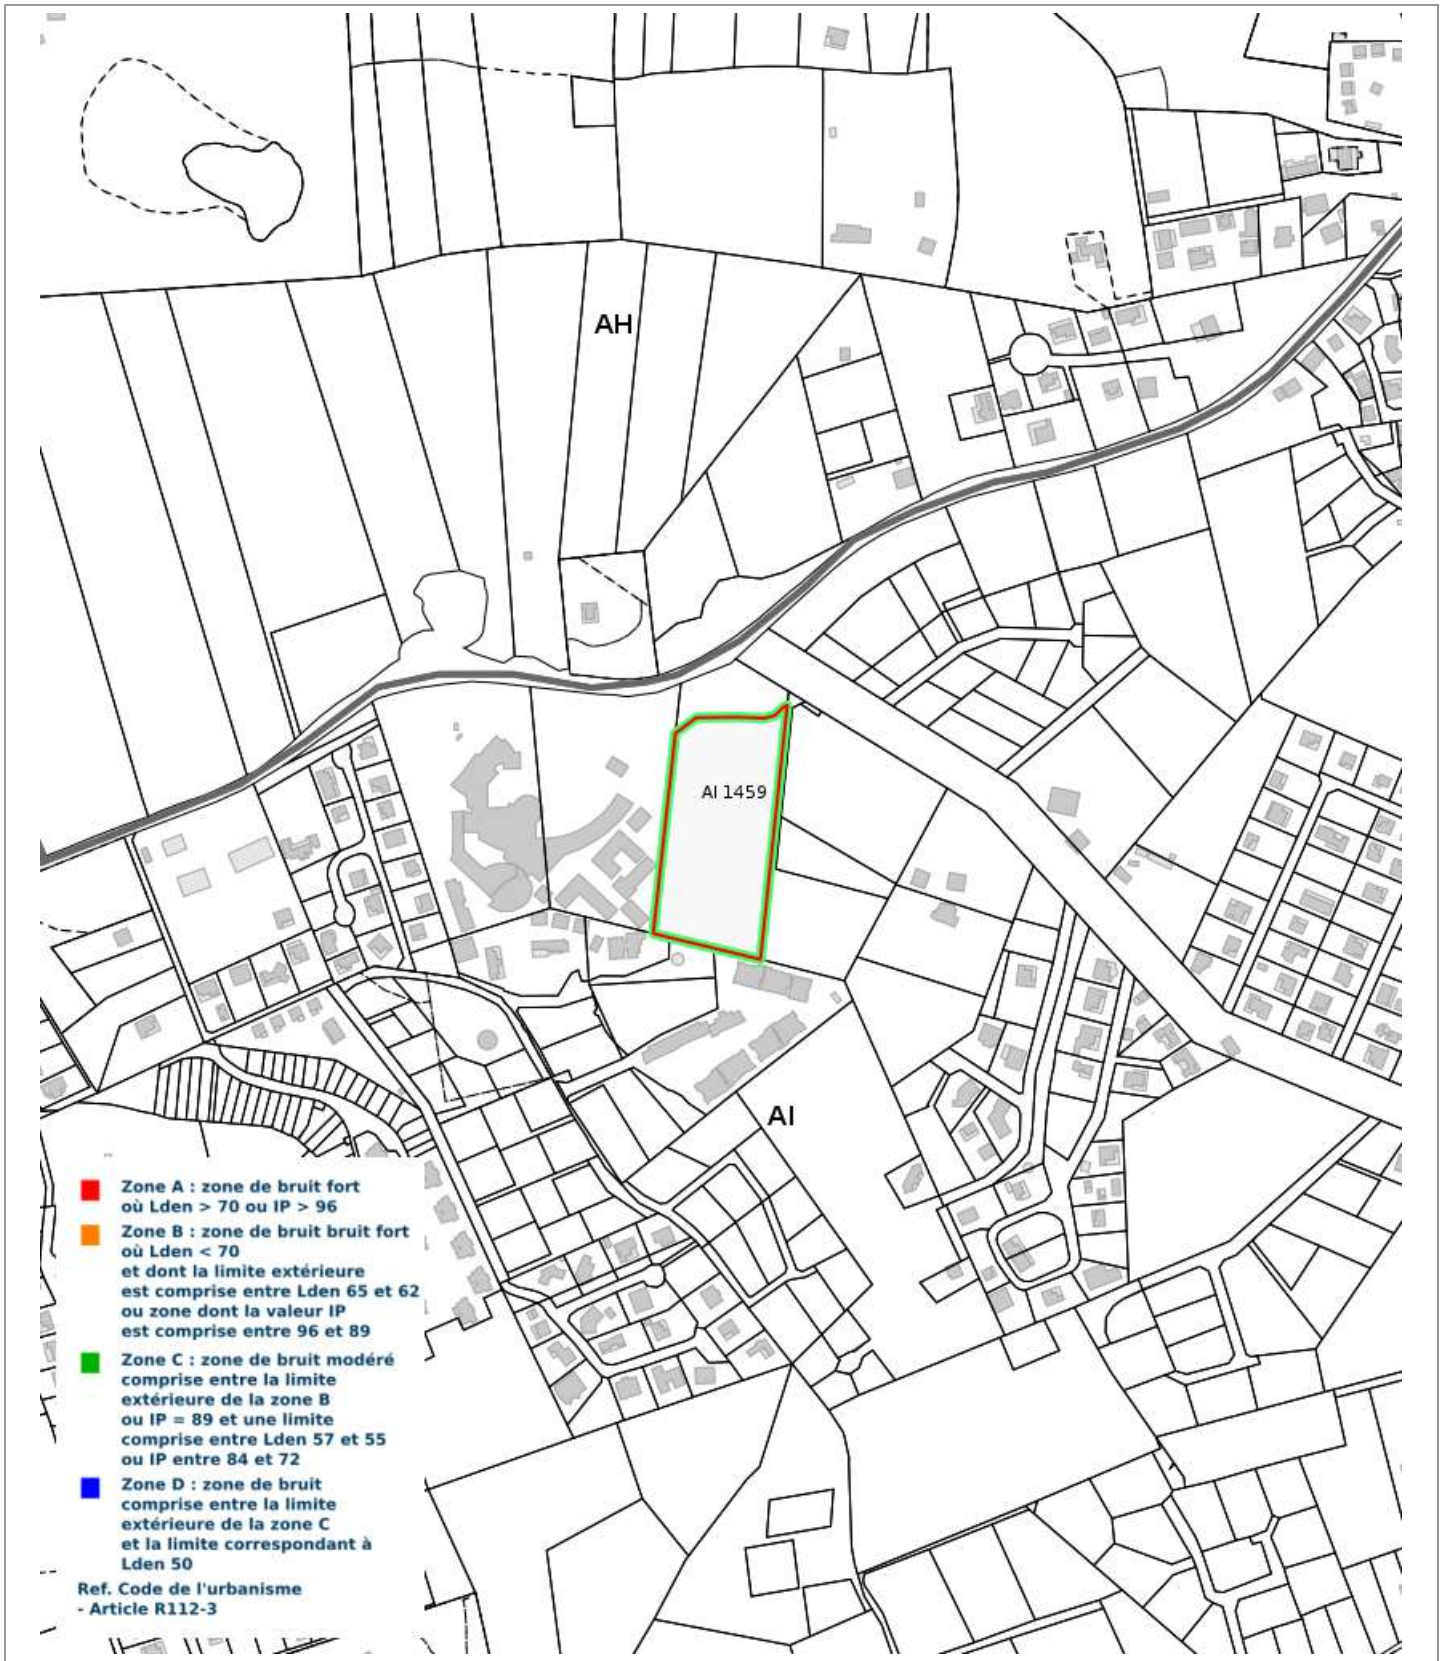 AH
AI 1459
AI
Zone A : zone de bruit fort
où Lden > 70 ou IP > 96
Zone B : zone de bruit bruit fort
où Lden < 70
et dont la limite extérieure
est comprise entre Lden 65 et 62
ou zone dont la valeur IP
est comprise entre 96 et 89
Zone C : zone de bruit modéré
comprise entre la limite
extérieure de la zone B
ou IP = 89 et une limite
comprise entre Lden 57 et 55
ou IP entre 84 et 72
Zone D : zone de bruit
comprise entre la limite
extérieure de la zone C
et la limite correspondant à
Lden 50
Ref. Code de l'urbanisme
- Article R112-3